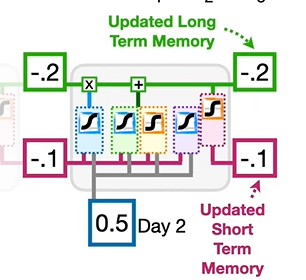 Updated Long
Term Memory
-.2
-.2
x
+
-.1
-.1
0.5
Day 2
Updated
Short
Term
Memory